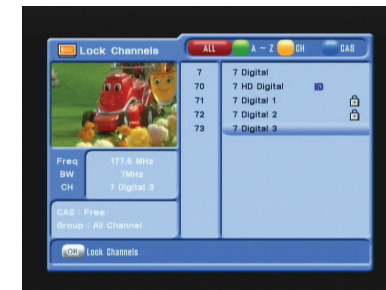 Lock Channels
ALL A ~ Z CH CAS
7 7 Digital
70 7 HD Digital HD
71 7 Digital 1
72 7 Digital 2
73 7 Digital 3
Freq 177.5 MHz
BW 7MHz
CH 7 Digital 3
CAS : Free
Group : All Channel
OK Lock Channels